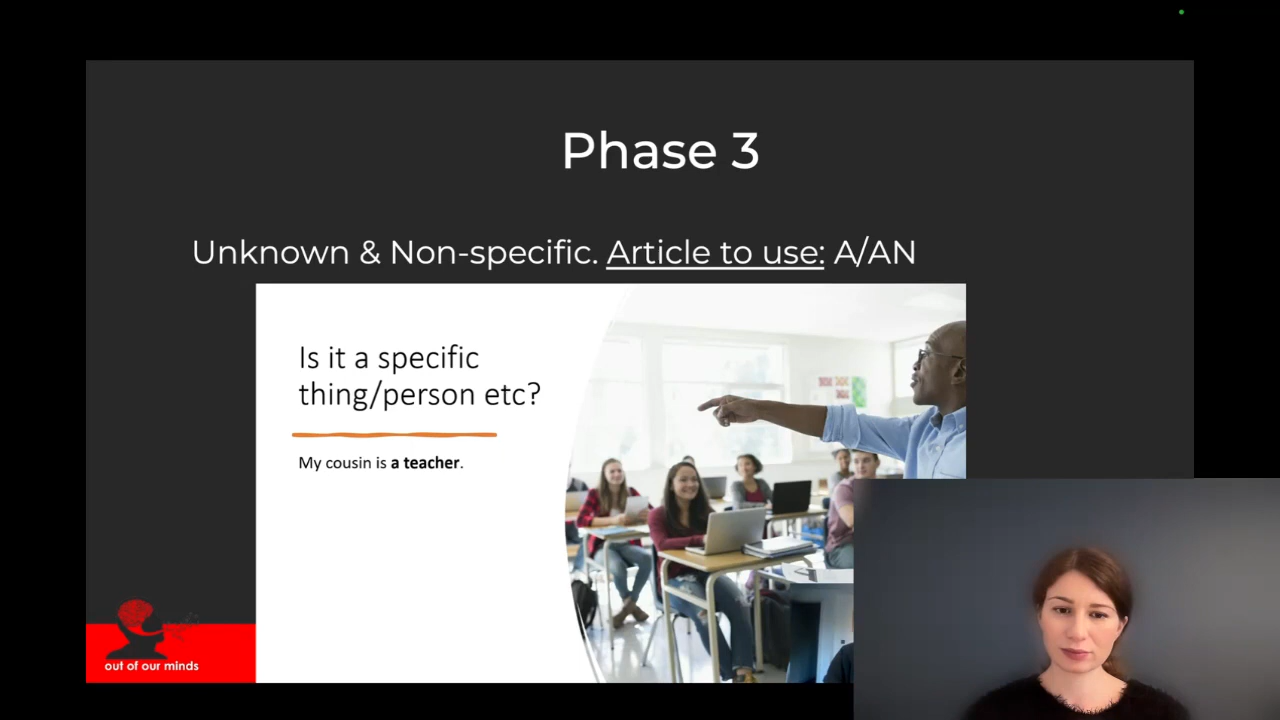 Phase 3
Unknown & Non-specific. Article to use: A/AN
Is it a specific
thing/person etc?
My cousin is a teacher.
out of our minds